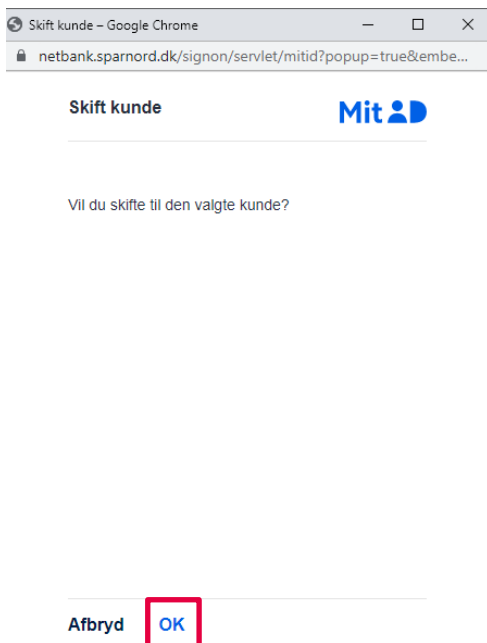 Skift kunde – Google Chrome
netbank.sparnord.dk/signon/servlet/mitid?popup=true&embe...
Skift kunde
Mit D
Vil du skifte til den valgte kunde?
Afbryd OK